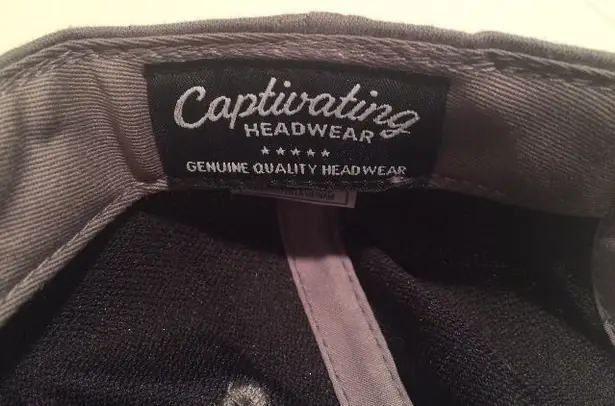 Captivating
HEADWEAR
★★★★★
GENUINE QUALITY HEADWEAR